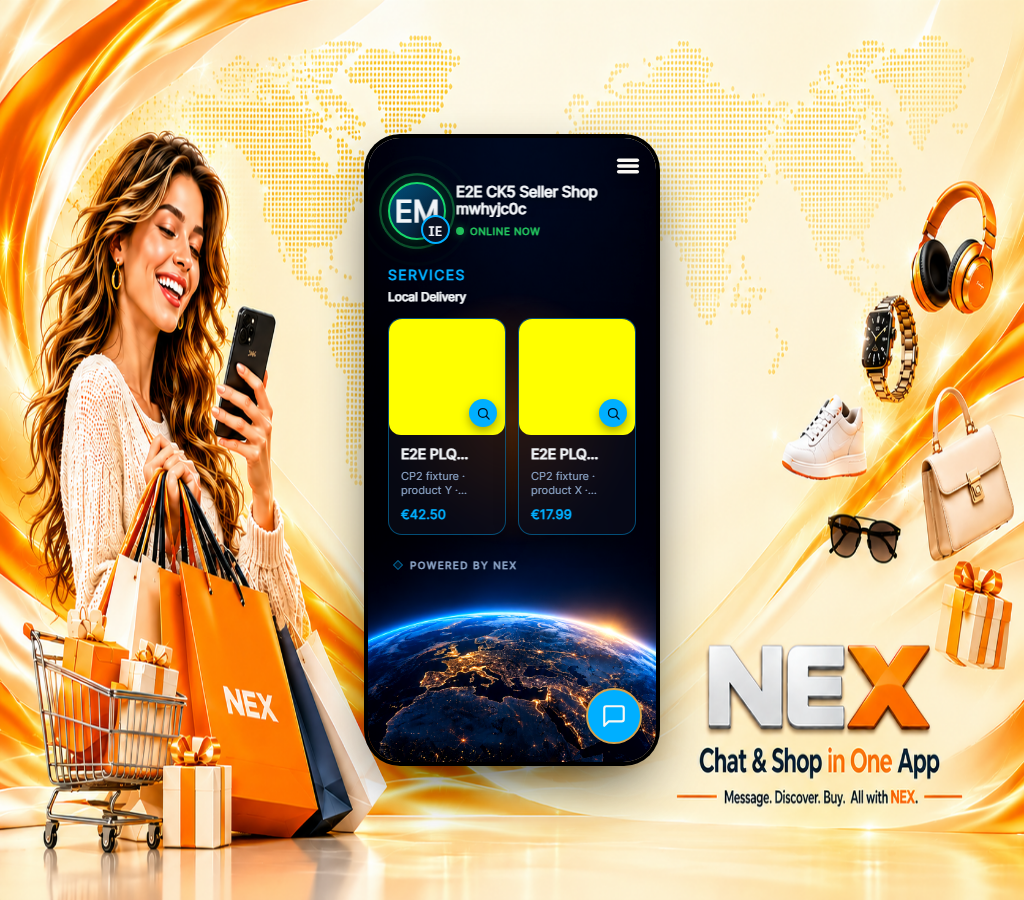 E2E CK5 Seller Shop
mwhyjc0c
EM
IE
ONLINE NOW
SERVICES
Local Delivery
E2E PLQ...
CP2 fixture ·
product Y ·...
€42.50
E2E PLQ...
CP2 fixture ·
product X ·...
€17.99
POWERED BY NEX
NEX
NEX
Chat & Shop in One App
Message. Discover. Buy. All with NEX.